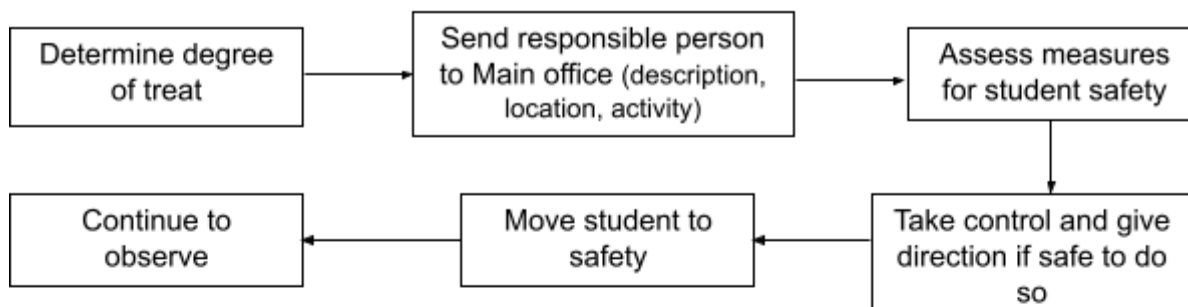 Determine degree
of treat
Send responsible person
to Main office (description,
location, activity)
Assess measures
for student safety
Take control and give
direction if safe to do
so
Move student to
safety
Continue to
observe